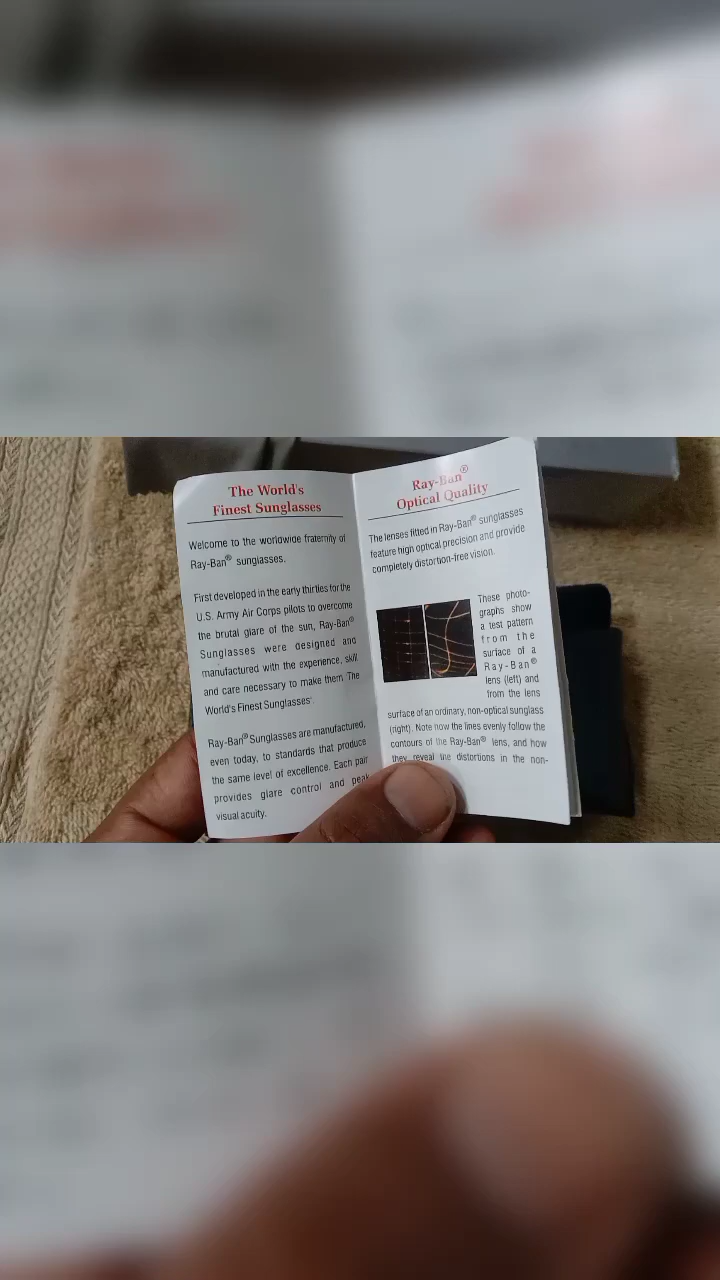 The World's
Finest Sunglasses
Welcome to the worldwide fraternity of
Ray-Ban® sunglasses.
First developed in the early thirties for the
U.S. Army Air Corps pilots to overcome
the brutal glare of the sun, Ray-Ban®
Sunglasses were designed and
manufactured with the experience, skill
and care necessary to make them 'The
World's Finest Sunglasses'.
Ray-Ban® Sunglasses are manufactured,
even today, to standards that produce
the same level of excellence. Each pair
provides glare control and peak
visual acuity.
Ray-Ban®
Optical Quality
The lenses fitted in Ray-Ban® sunglasses
feature high optical precision and provide
completely distortion-free vision.
These photo-
graphs show
a test pattern
from the
surface of a
Ray-Ban®
lens (left) and
from the lens
surface of an ordinary, non-optical sunglass
(right). Note how the lines evenly follow the
contours of the Ray-Ban® lens, and how
they reveal the distortions in the non-